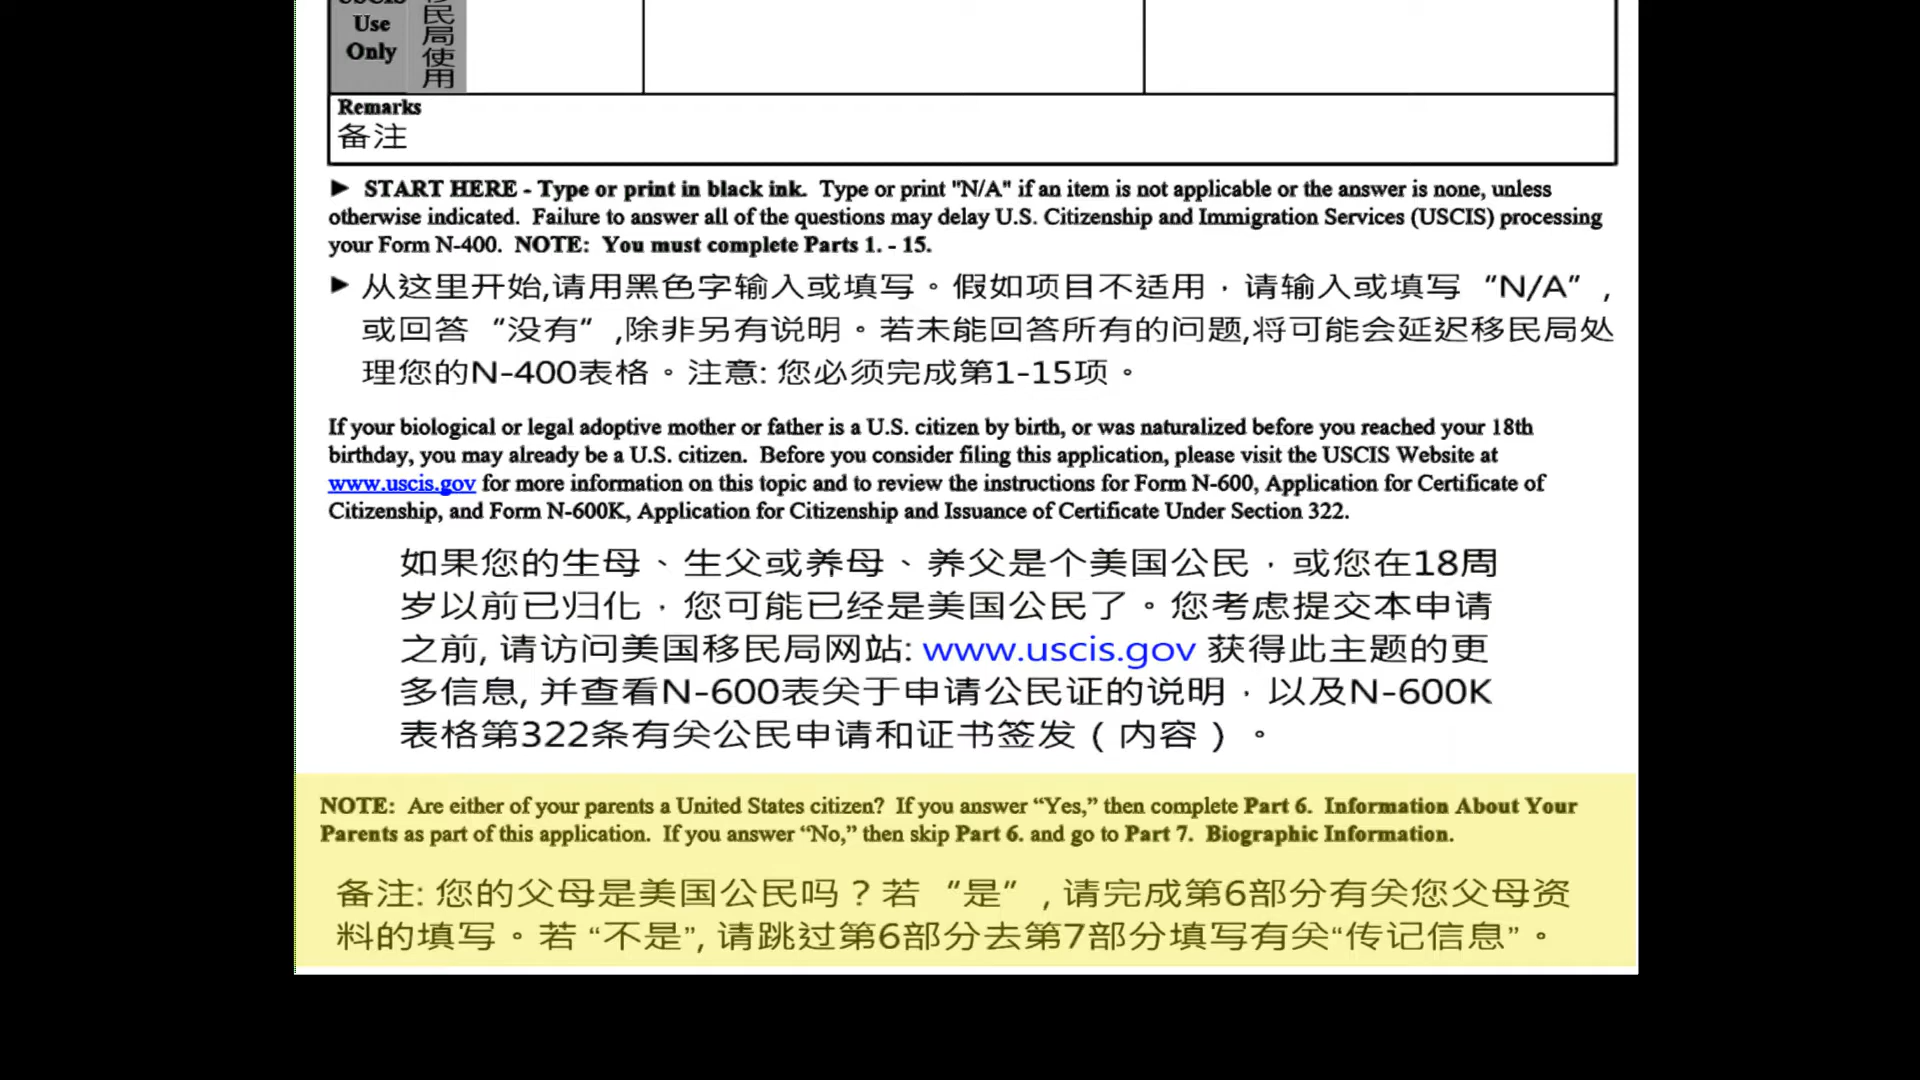 USCIS
Use
Only
移
民
局
使
用
Remarks
备注
► START HERE - Type or print in black ink. Type or print "N/A" if an item is not applicable or the answer is none, unless
otherwise indicated. Failure to answer all of the questions may delay U.S. Citizenship and Immigration Services (USCIS) processing
your Form N-400. NOTE: You must complete Parts 1. - 15.
► 从这里开始,请用黑色字输入或填写。假如项目不适用，请输入或填写“N/A”,
或回答“没有”,除非另有说明。若未能回答所有的问题,将可能会延迟移民局处
理您的N-400表格。注意: 您必须完成第1-15项。
If your biological or legal adoptive mother or father is a U.S. citizen by birth, or was naturalized before you reached your 18th
birthday, you may already be a U.S. citizen. Before you consider filing this application, please visit the USCIS Website at
www.uscis.gov for more information on this topic and to review the instructions for Form N-600, Application for Certificate of
Citizenship, and Form N-600K, Application for Citizenship and Issuance of Certificate Under Section 322.
如果您的生母、生父或养母、养父是个美国公民，或您在18周
岁以前已归化，您可能已经是美国公民了。您考虑提交本申请
之前, 请访问美国移民局网站: www.uscis.gov 获得此主题的更
多信息, 并查看N-600表关于申请公民证的说明，以及N-600K
表格第322条有关公民申请和证书签发（内容）。
NOTE: Are either of your parents a United States citizen? If you answer “Yes,” then complete Part 6. Information About Your
Parents as part of this application. If you answer “No,” then skip Part 6. and go to Part 7. Biographic Information.
备注: 您的父母是美国公民吗？若“是”, 请完成第6部分有关您父母资
料的填写。若 “不是”, 请跳过第6部分去第7部分填写有关“传记信息”。